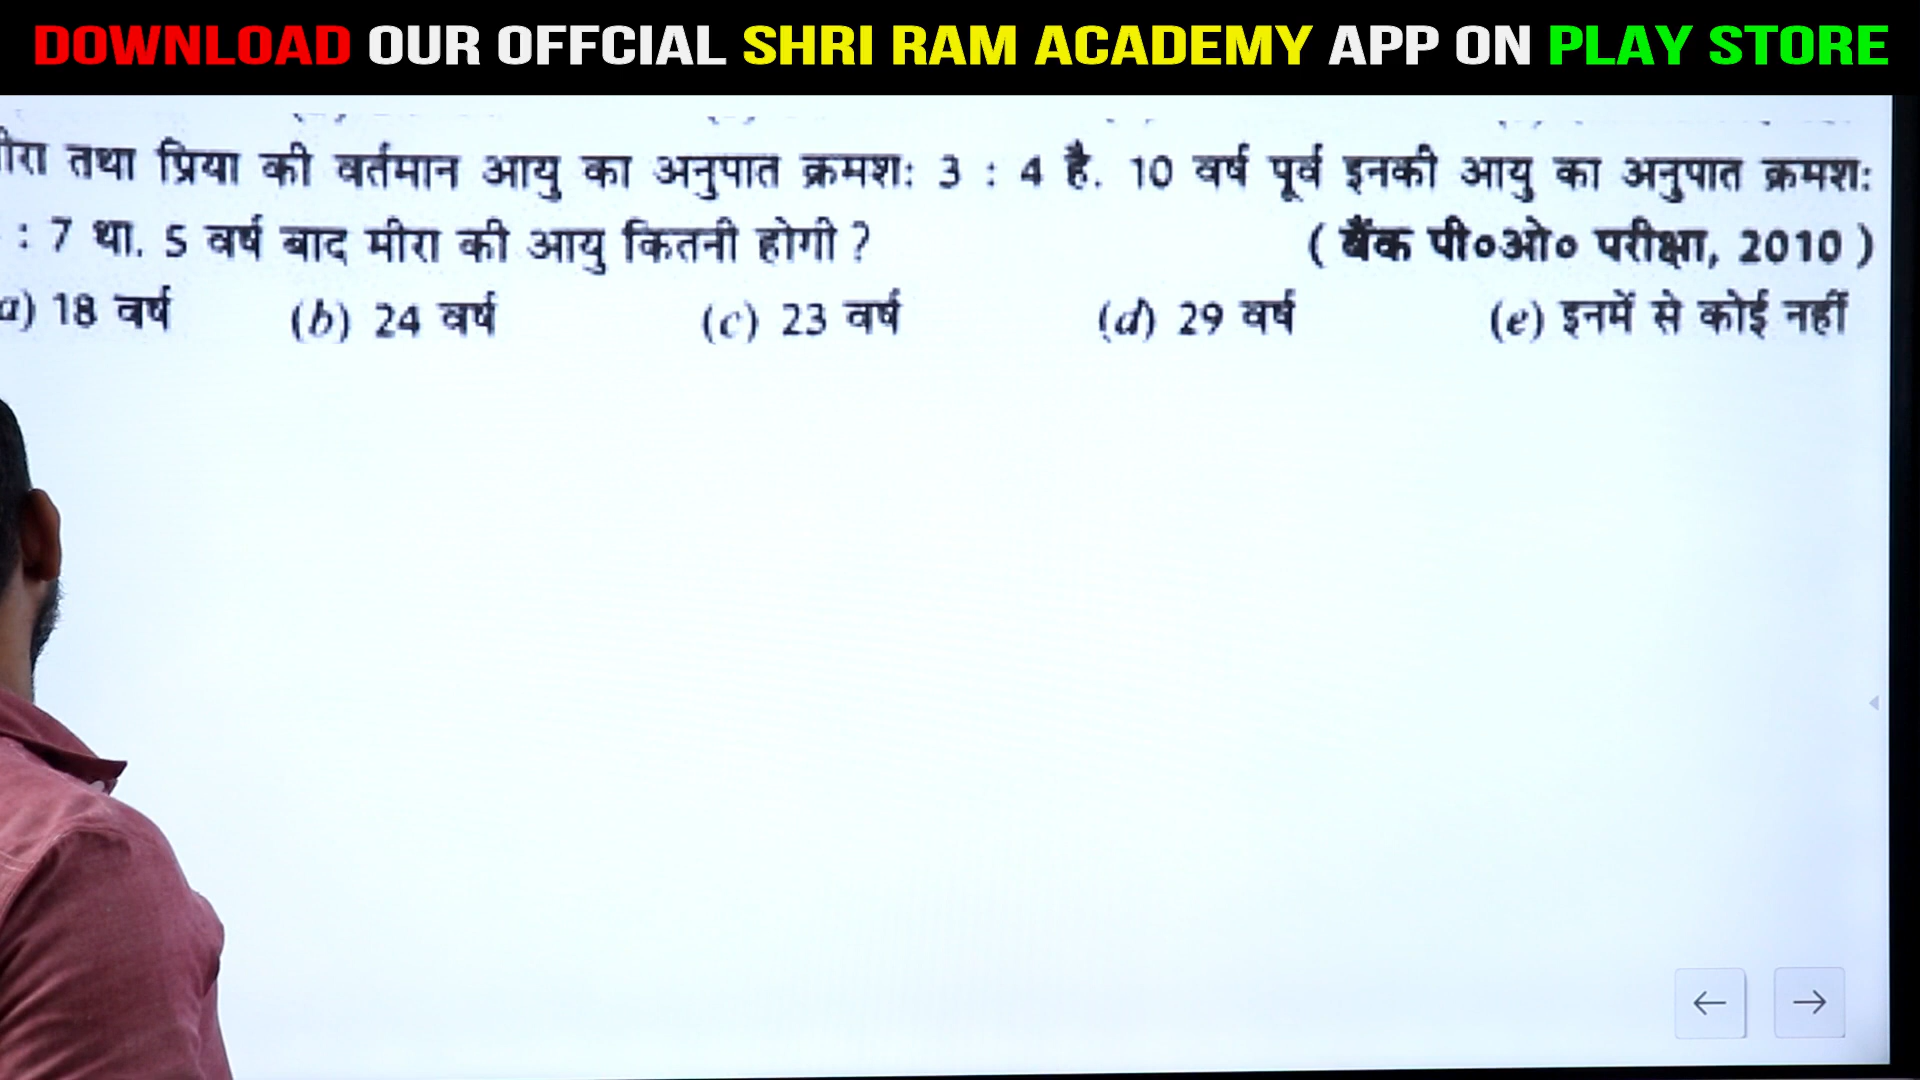 DOWNLOAD OUR OFFCIAL SHRI RAM ACADEMY APP ON PLAY STORE
तथा प्रिया की वर्तमान आयु का अनुपात क्रमशः 3 : 4 है. 10 वर्ष पूर्व इनकी आयु का अनुपात क्रमशः
: 7 था. 5 वर्ष बाद मीरा की आयु कितनी होगी ? ( बैंक पी०ओ० परीक्षा, 2010 )
a) 18 वर्ष (b) 24 वर्ष (c) 23 वर्ष (d) 29 वर्ष (e) इनमें से कोई नहीं